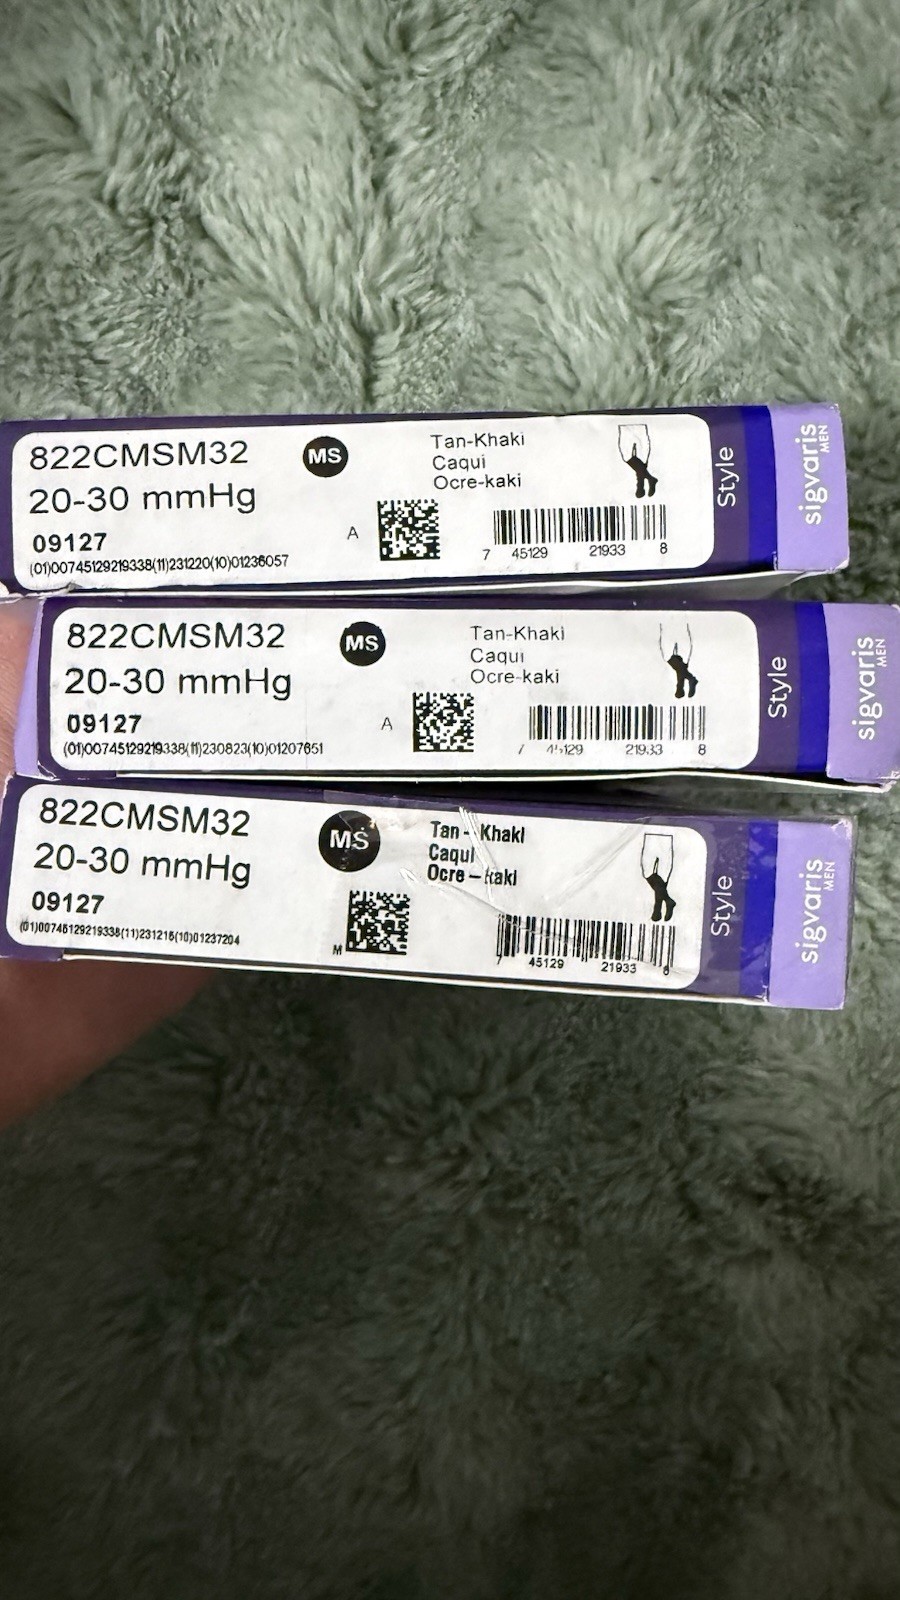 822CMSM32
MS
Tan-Khaki
Caqui
Ocre-kaki
20-30 mmHg
09127
A
(01)00745129219338(11)231220(10)01236057
7 45129 21933 8
Style
sigvaris
MEN
822CMSM32
MS
Tan-Khaki
Caqui
Ocre-kaki
20-30 mmHg
09127
A
(01)00745129219338(11)230823(10)01207651
7 45129 21933 8
Style
sigvaris
MEN
822CMSM32
MS
Tan - Khaki
Caqui
Ocre - kaki
20-30 mmHg
09127
M
(01)00745129219338(11)231215(10)01237204
7 45129 21933 8
Style
sigvaris
MEN